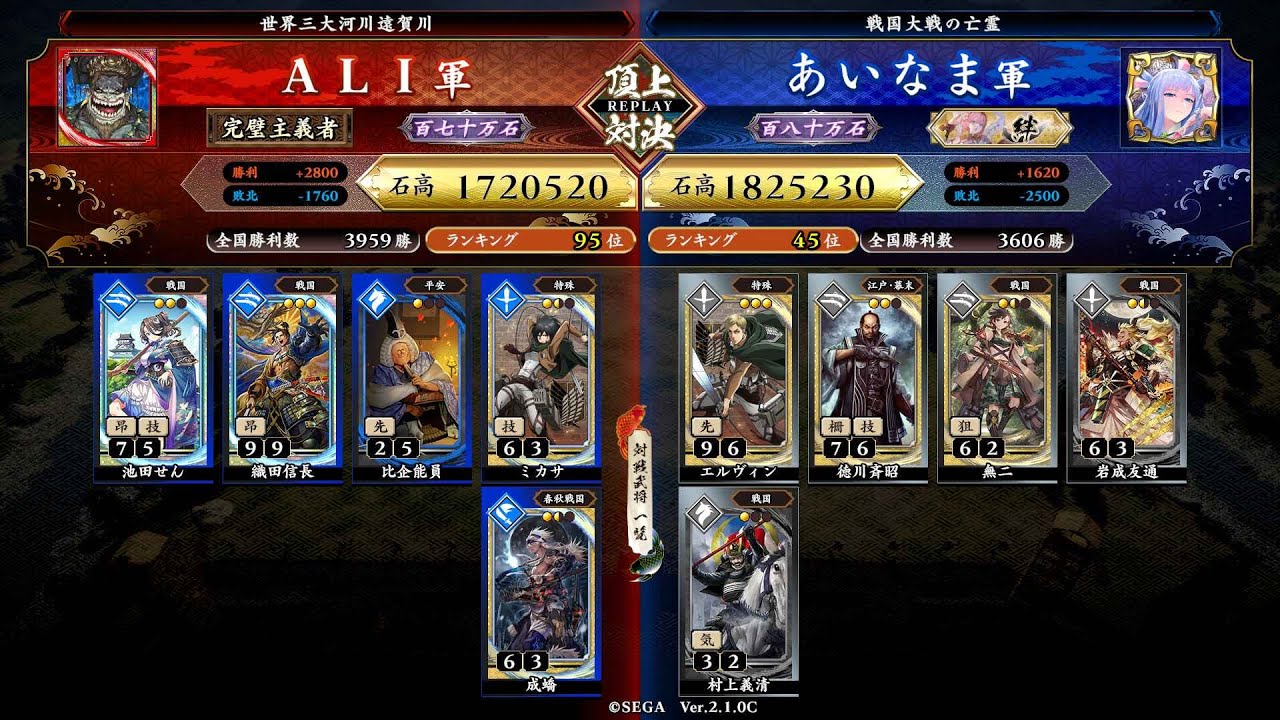 世界三大河川遠賀川
戦国大戦の亡霊
ALI軍
頂上
REPLAY
対決
あいなま軍
完璧主義者
百七十万石
百八十万石
絆
勝利 +2800
敗北 -1760
石高 1720520
石高 1825230
勝利 +1620
敗北 -2500
全国勝利数 3959勝
ランキング 95位
ランキング 45位
全国勝利数 3606勝
戦国
戦国
平安
特殊
特殊
江戸・幕末
戦国
戦国
昂 技
昂
先
技
先
柵 技
狙
7 5
9 9
2 5
6 3
9 6
7 6
6 2
6 3
池田せん
織田信長
比企能員
ミカサ
エルヴィン
徳川斉昭
無二
岩成友通
対戦武将一覧
春秋戦国
戦国
気
6 3
3 2
成蟜
村上義清
©SEGA Ver.2.1.0C